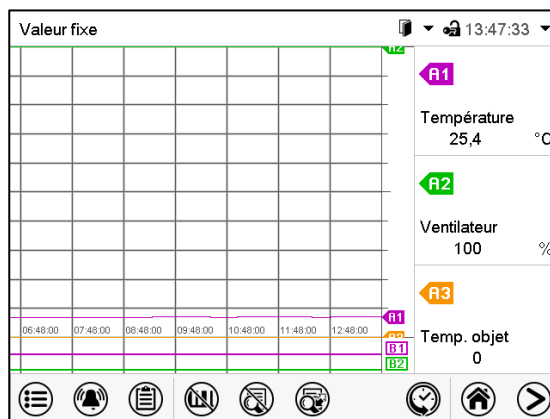 Valeur fixe 13:47:33
A2
A1
Température
25,4 °C
A2
Ventilateur
100 %
A3
Temp. objet
0
A1
06:48:00 07:48:00 08:48:00 09:48:00 10:48:00 11:48:00 12:48:00
B1
B2